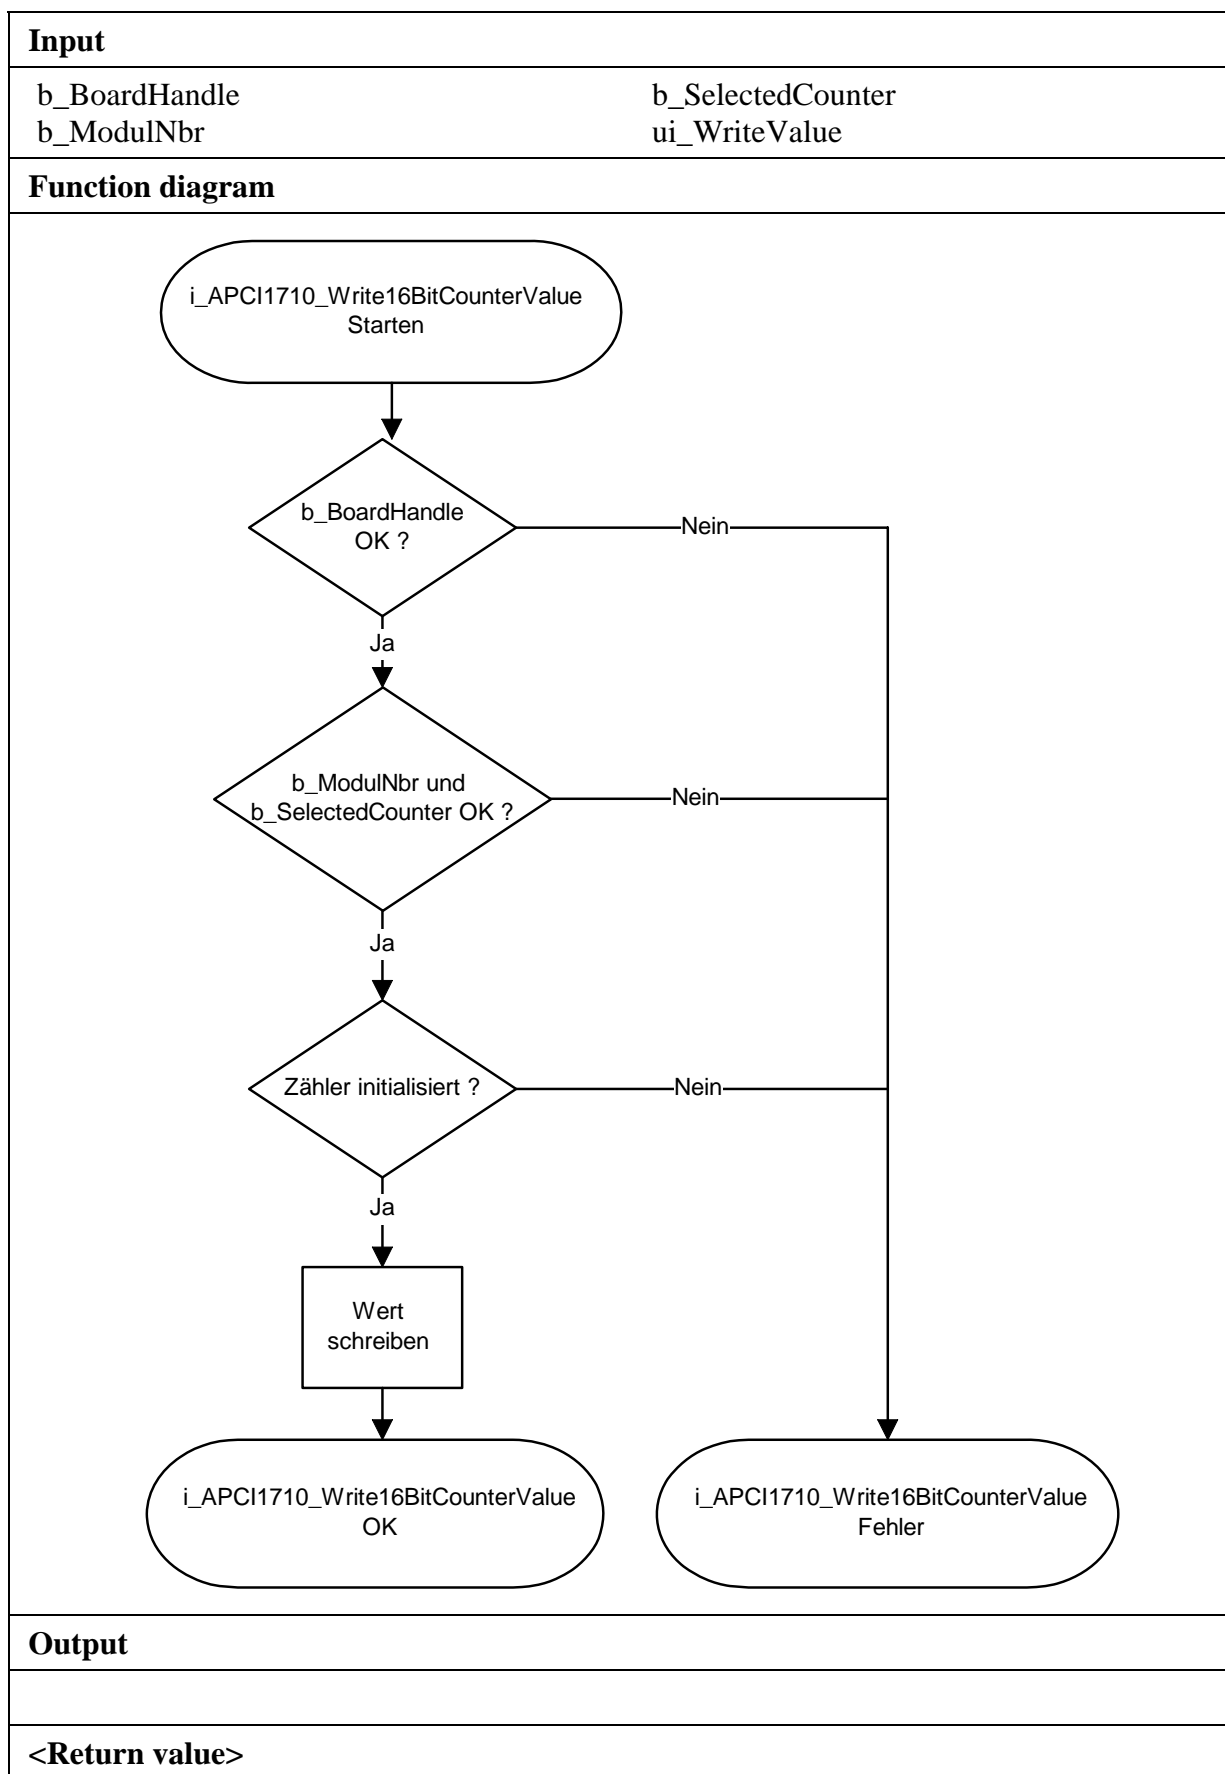 Input
b_BoardHandle b_SelectedCounter
b_ModulNbr ui_WriteValue
Function diagram
i_APCI1710_Write16BitCounterValue
Starten
b_BoardHandle
OK ?
Nein
Ja
b_ModulNbr und
b_SelectedCounter OK ?
Nein
Ja
Zähler initialisiert ?
Nein
Ja
Wert
schreiben
i_APCI1710_Write16BitCounterValue
OK
i_APCI1710_Write16BitCounterValue
Fehler
Output
<Return value>